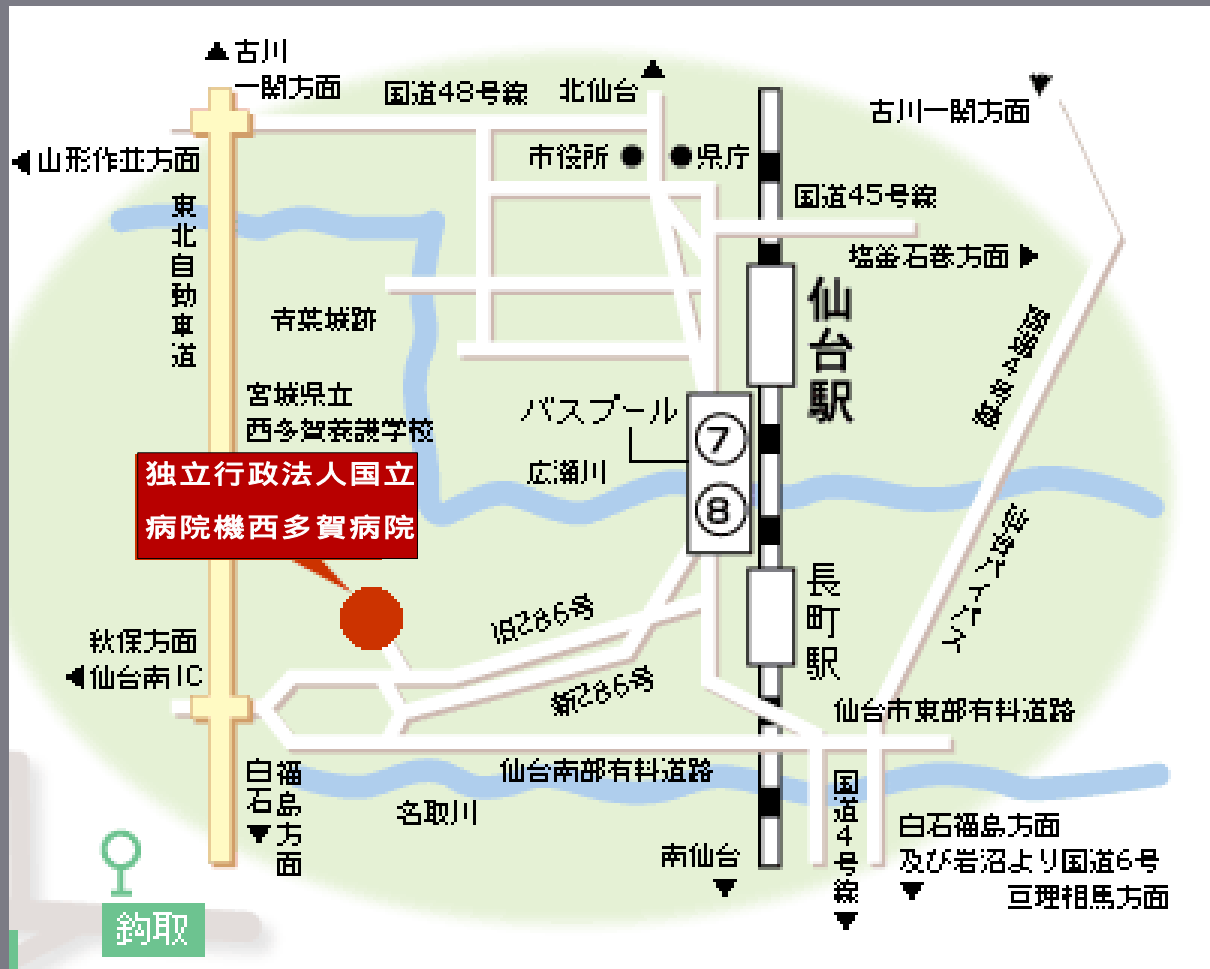 ▲古川
一関方面
国道48号線
北仙台▲
▼
古川一関方面
◀山形作並方面
市役所●
●県庁
国道45号線
塩釜石巻方面▶
東北自動車道
青葉城跡
仙台駅
宮城県立
西多賀養護学校
バスプール
⑦
⑧
広瀬川
独立行政法人国立
病院機西多賀病院
旧286号
新286号
長町駅
バイパス
秋保方面
◀仙台南IC
仙台市東部有料道路
仙台南部有料道路
白石▼
福島方面
名取川
南仙台
▼
国道4号線▼
白石福島方面
及び岩沼より国道6号
▼
亘理相馬方面
鈎取